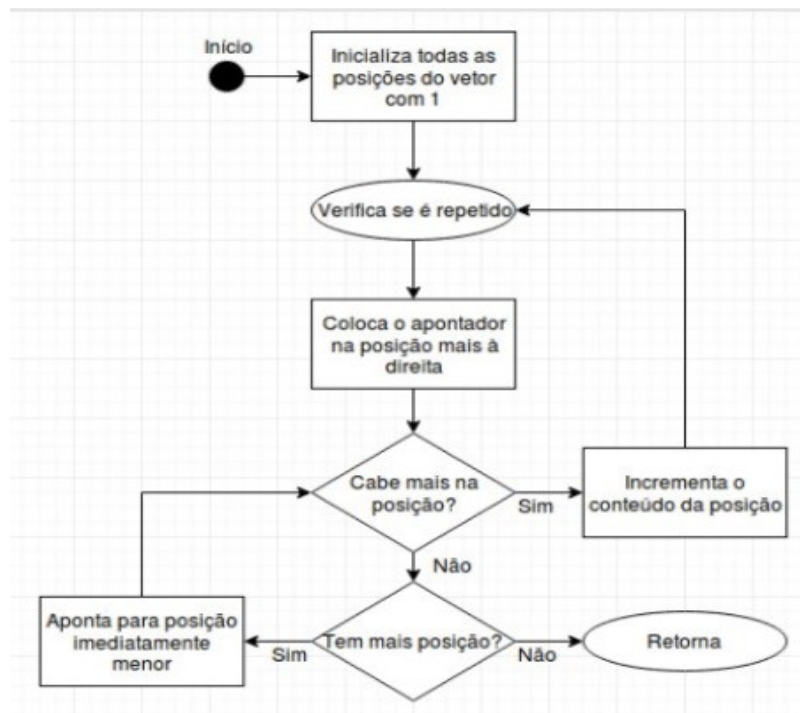 Início
Inicializa todas as
posições do vetor
com 1
Verifica se é repetido
Coloca o apontador
na posição mais à
direita
Cabe mais na
posição?
Sim
Incrementa o
conteúdo da posição
Não
Aponta para posição
imediatamente
menor
Sim
Tem mais posição?
Não
Retorna